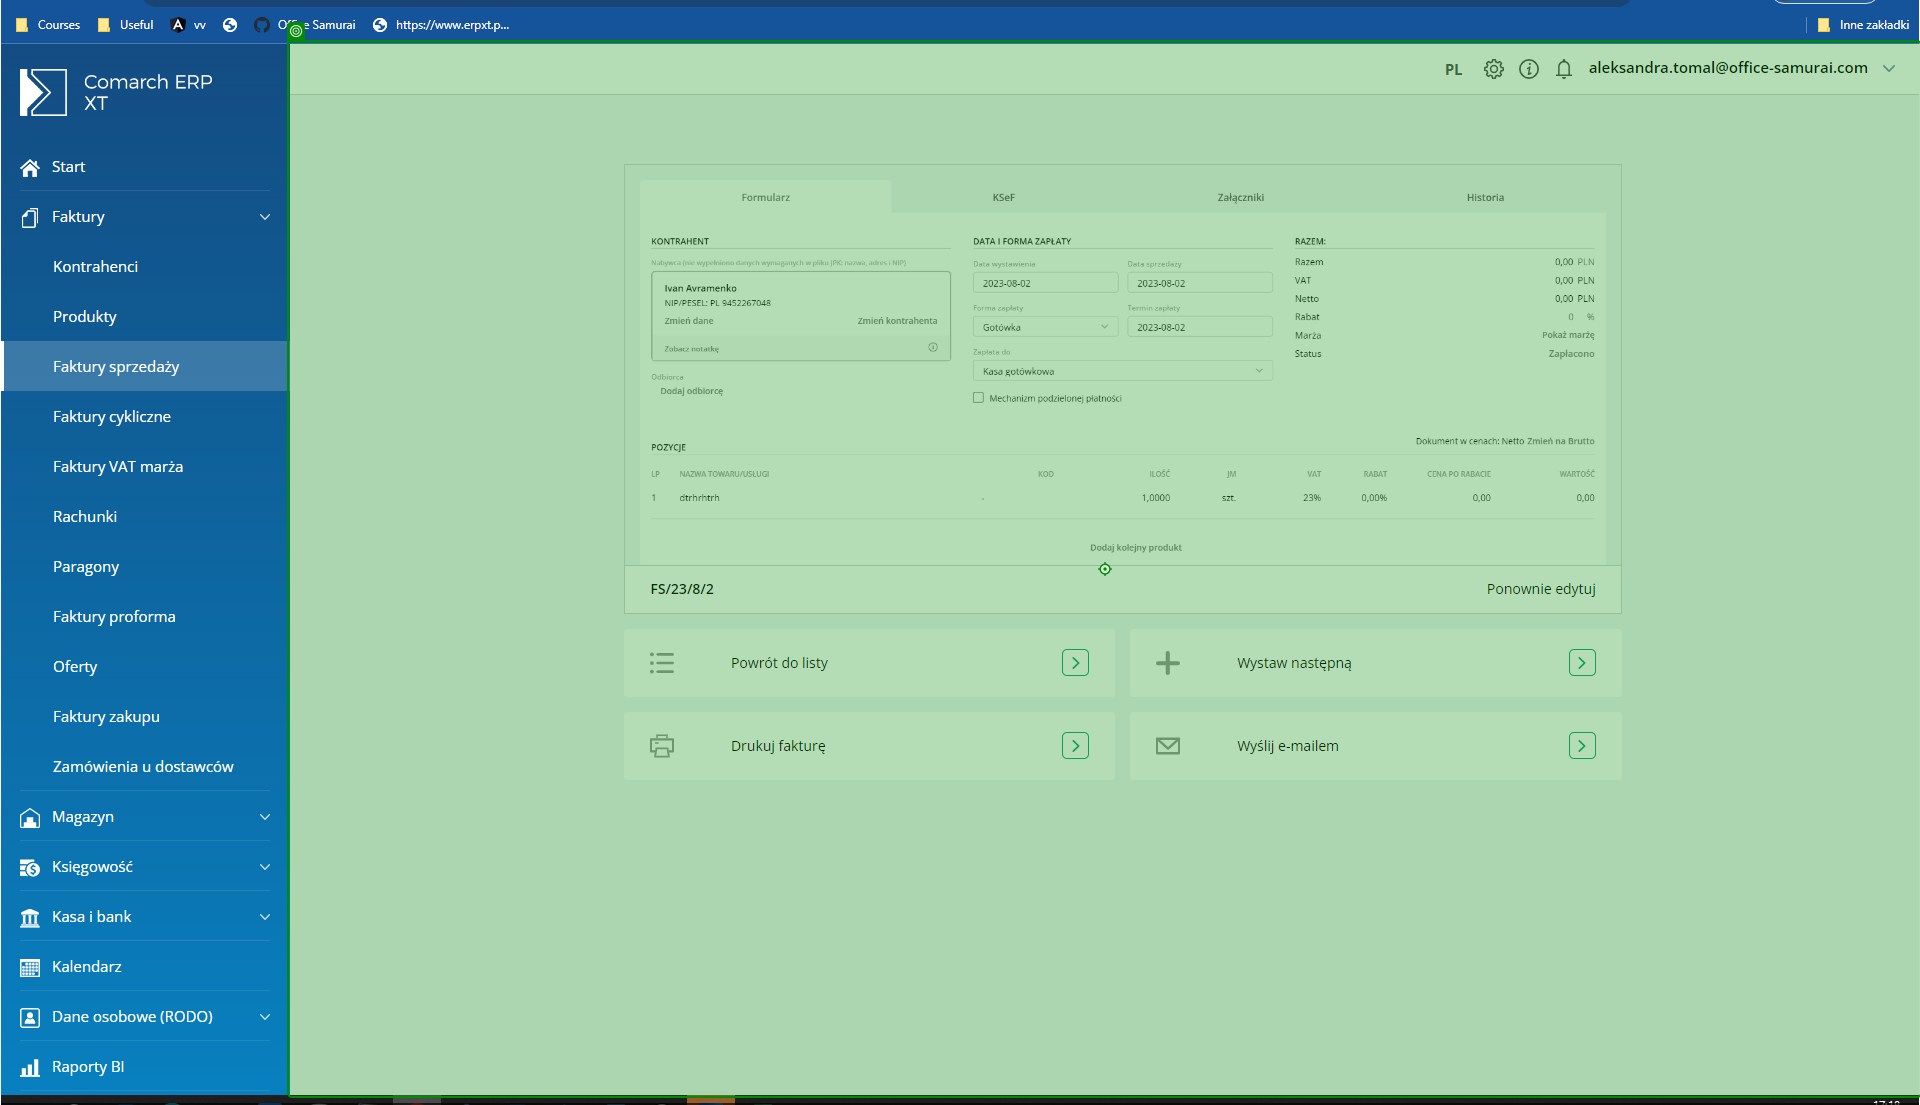 Courses Useful vv Office Samurai https://www.erpxt.p... Inne zakładki
Comarch ERP
XT
PL aleksandra.tomal@office-samurai.com
Start
Faktury
Kontrahenci
Produkty
Faktury sprzedaży
Faktury cykliczne
Faktury VAT marża
Rachunki
Paragony
Faktury proforma
Oferty
Faktury zakupu
Zamówienia u dostawców
Magazyn
Księgowość
Kasa i bank
Kalendarz
Dane osobowe (RODO)
Raporty BI
Formularz KSeF Załączniki Historia
KONTRAHENT
Nabywca (nie wypełniono danych wymaganych w pliku JPK: nazwa, adres i NIP)
Ivan Avramenko
NIP/PESEL: PL 9452267048
Zmień dane Zmień kontrahenta
Zobacz notatkę
Odbiorca
Dodaj odbiorcę
DATA I FORMA ZAPŁATY
Data wystawienia Data sprzedaży
2023-08-02 2023-08-02
Forma zapłaty Termin zapłaty
Gotówka 2023-08-02
Zapłata do
Kasa gotówkowa
Mechanizm podzielonej płatności
RAZEM:
Razem 0,00 PLN
VAT 0,00 PLN
Netto 0,00 PLN
Rabat 0 %
Marża Pokaż marżę
Status Zapłacono
POZYCJE Dokument w cenach: Netto Zmień na Brutto
LP NAZWA TOWARU/USŁUGI KOD ILOŚĆ JM VAT RABAT CENA PO RABACIE WARTOŚĆ
1 dtrhrhtrh - 1,0000 szt. 23% 0,00% 0,00 0,00
Dodaj kolejny produkt
FS/23/8/2 Ponownie edytuj
Powrót do listy Wystaw następną
Drukuj fakturę Wyślij e-mailem